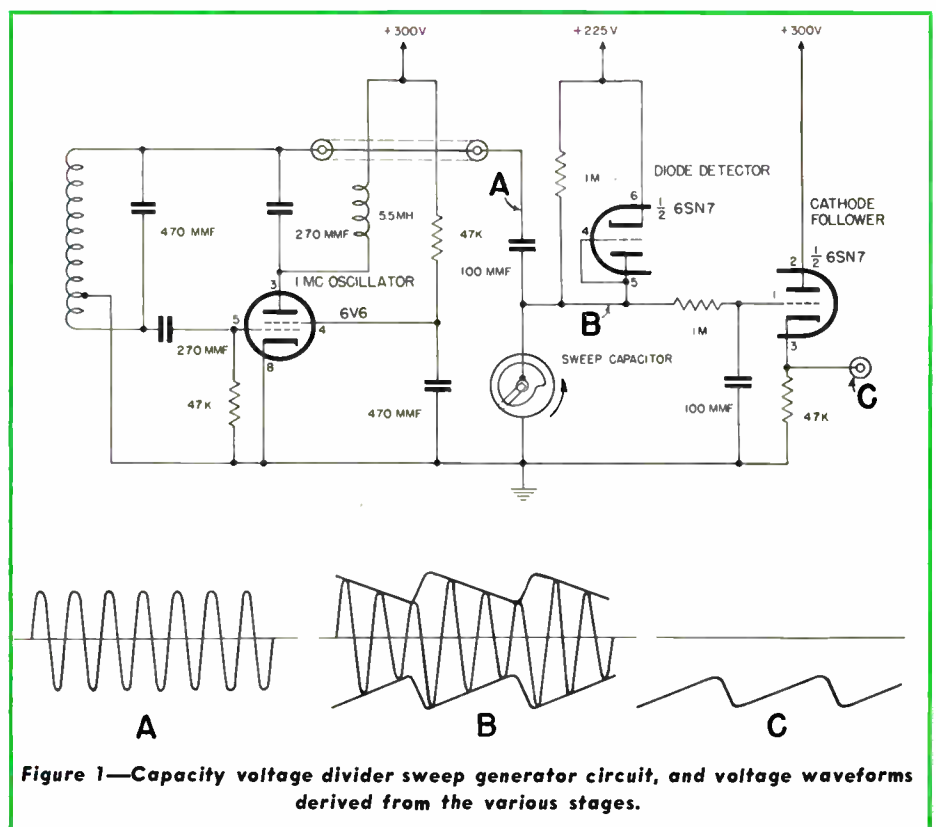 +300V
+225V
+300V
A
1M
DIODE DETECTOR
6
½ 6SN7
4
5
CATHODE
FOLLOWER
½ 6SN7
2
1
3
470 MMF
270 MMF
5.5MH
47K
100 MMF
3
1 MC OSCILLATOR
6V6
5
4
8
270 MMF
B
1M
SWEEP CAPACITOR
C
47K
470 MMF
100 MMF
47K
A
B
C
Figure 1—Capacity voltage divider sweep generator circuit, and voltage waveforms
derived from the various stages.